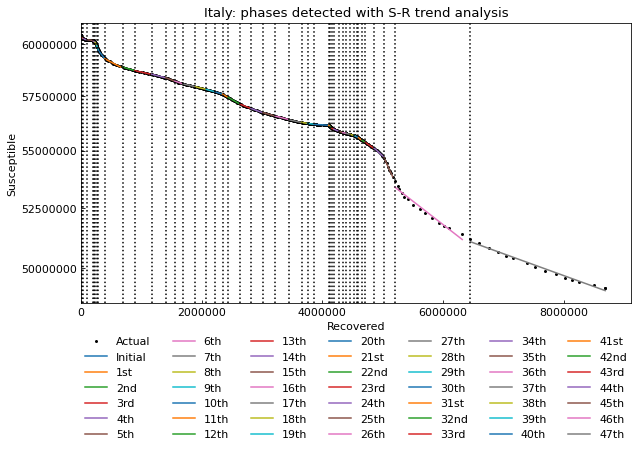 Italy: phases detected with S-R trend analysis
60000000
57500000
55000000
52500000
50000000
Susceptible
0 2000000 4000000 6000000 8000000
Recovered
Actual 6th 13th 20th 27th 34th 41st
Initial 7th 14th 21st 28th 35th 42nd
1st 8th 15th 22nd 29th 36th 43rd
2nd 9th 16th 23rd 30th 37th 44th
3rd 10th 17th 24th 31st 38th 45th
4th 11th 18th 25th 32nd 39th 46th
5th 12th 19th 26th 33rd 40th 47th